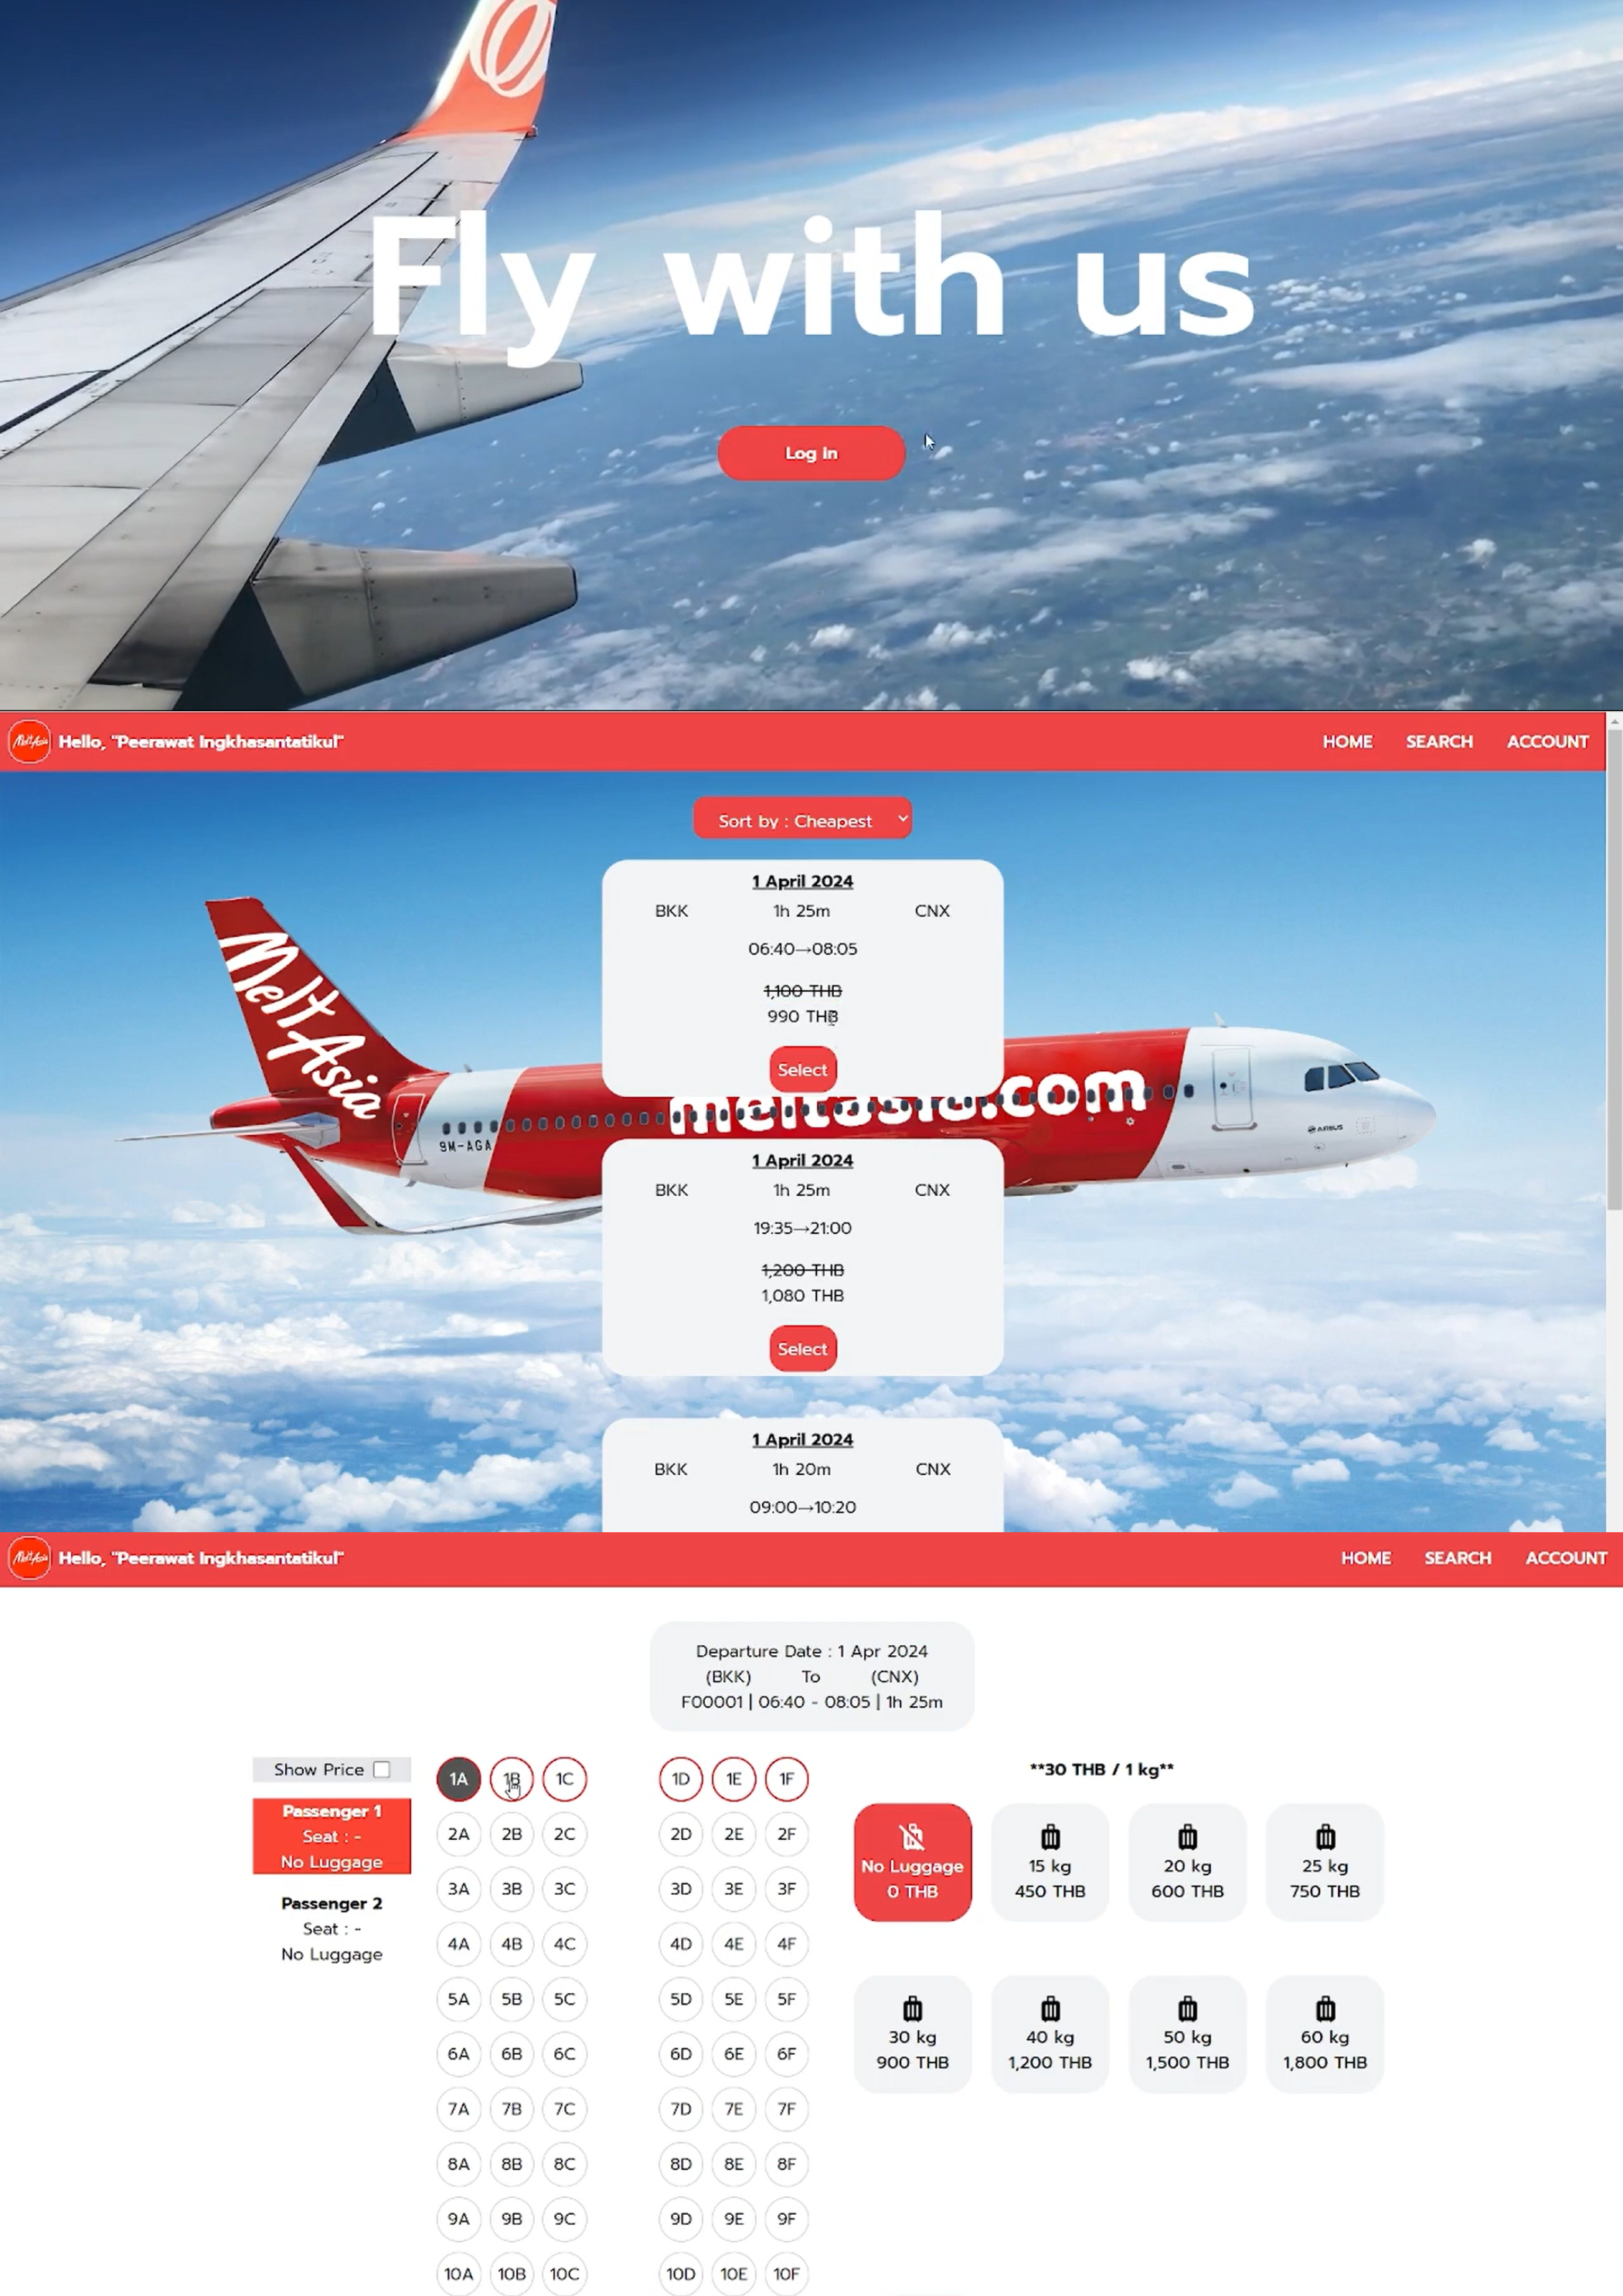 Fly with us
Log In
Melt Asia
Hello, "Peerawat Ingkhasantatikul"
HOME SEARCH ACCOUNT
Sort by : Cheapest
1 April 2024
BKK 1h 25m CNX
06:40→08:05
1,100 THB
990 THB
Select
Melt Asia
meltasia.com
9M-AGA
AIRBUS
1 April 2024
BKK 1h 25m CNX
19:35→21:00
1,200 THB
1,080 THB
Select
1 April 2024
BKK 1h 20m CNX
09:00→10:20
Melt Asia
Hello, "Peerawat Ingkhasantatikul"
HOME SEARCH ACCOUNT
Departure Date : 1 Apr 2024
(BKK) To (CNX)
F00001 | 06:40 - 08:05 | 1h 25m
Show Price
Passenger 1
Seat : -
No Luggage
Passenger 2
Seat : -
No Luggage
1A 1B 1C 1D 1E 1F
2A 2B 2C 2D 2E 2F
3A 3B 3C 3D 3E 3F
4A 4B 4C 4D 4E 4F
5A 5B 5C 5D 5E 5F
6A 6B 6C 6D 6E 6F
7A 7B 7C 7D 7E 7F
8A 8B 8C 8D 8E 8F
9A 9B 9C 9D 9E 9F
10A 10B 10C 10D 10E 10F
**30 THB / 1 kg**
No Luggage
0 THB
15 kg
450 THB
20 kg
600 THB
25 kg
750 THB
30 kg
900 THB
40 kg
1,200 THB
50 kg
1,500 THB
60 kg
1,800 THB